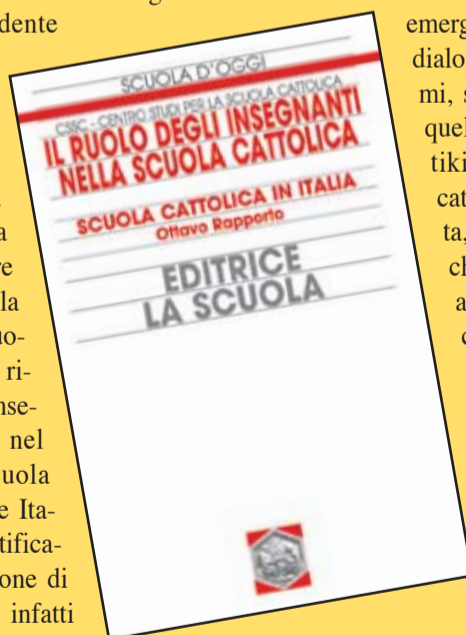 dente
a
re
la
uo-
ri-
nse-
nel
uola
e Ita-
tifica-
one di
infatti
SCUOLA D'OGGI
CSSC - CENTRO STUDI PER LA SCUOLA CATTOLICA
IL RUOLO DEGLI INSEGNANTI
NELLA SCUOLA CATTOLICA
SCUOLA CATTOLICA IN ITALIA
Ottavo Rapporto
EDITRICE
LA SCUOLA
emerg
dialo
mi, s
quel
tiki
cat
ta,
ch
a
c